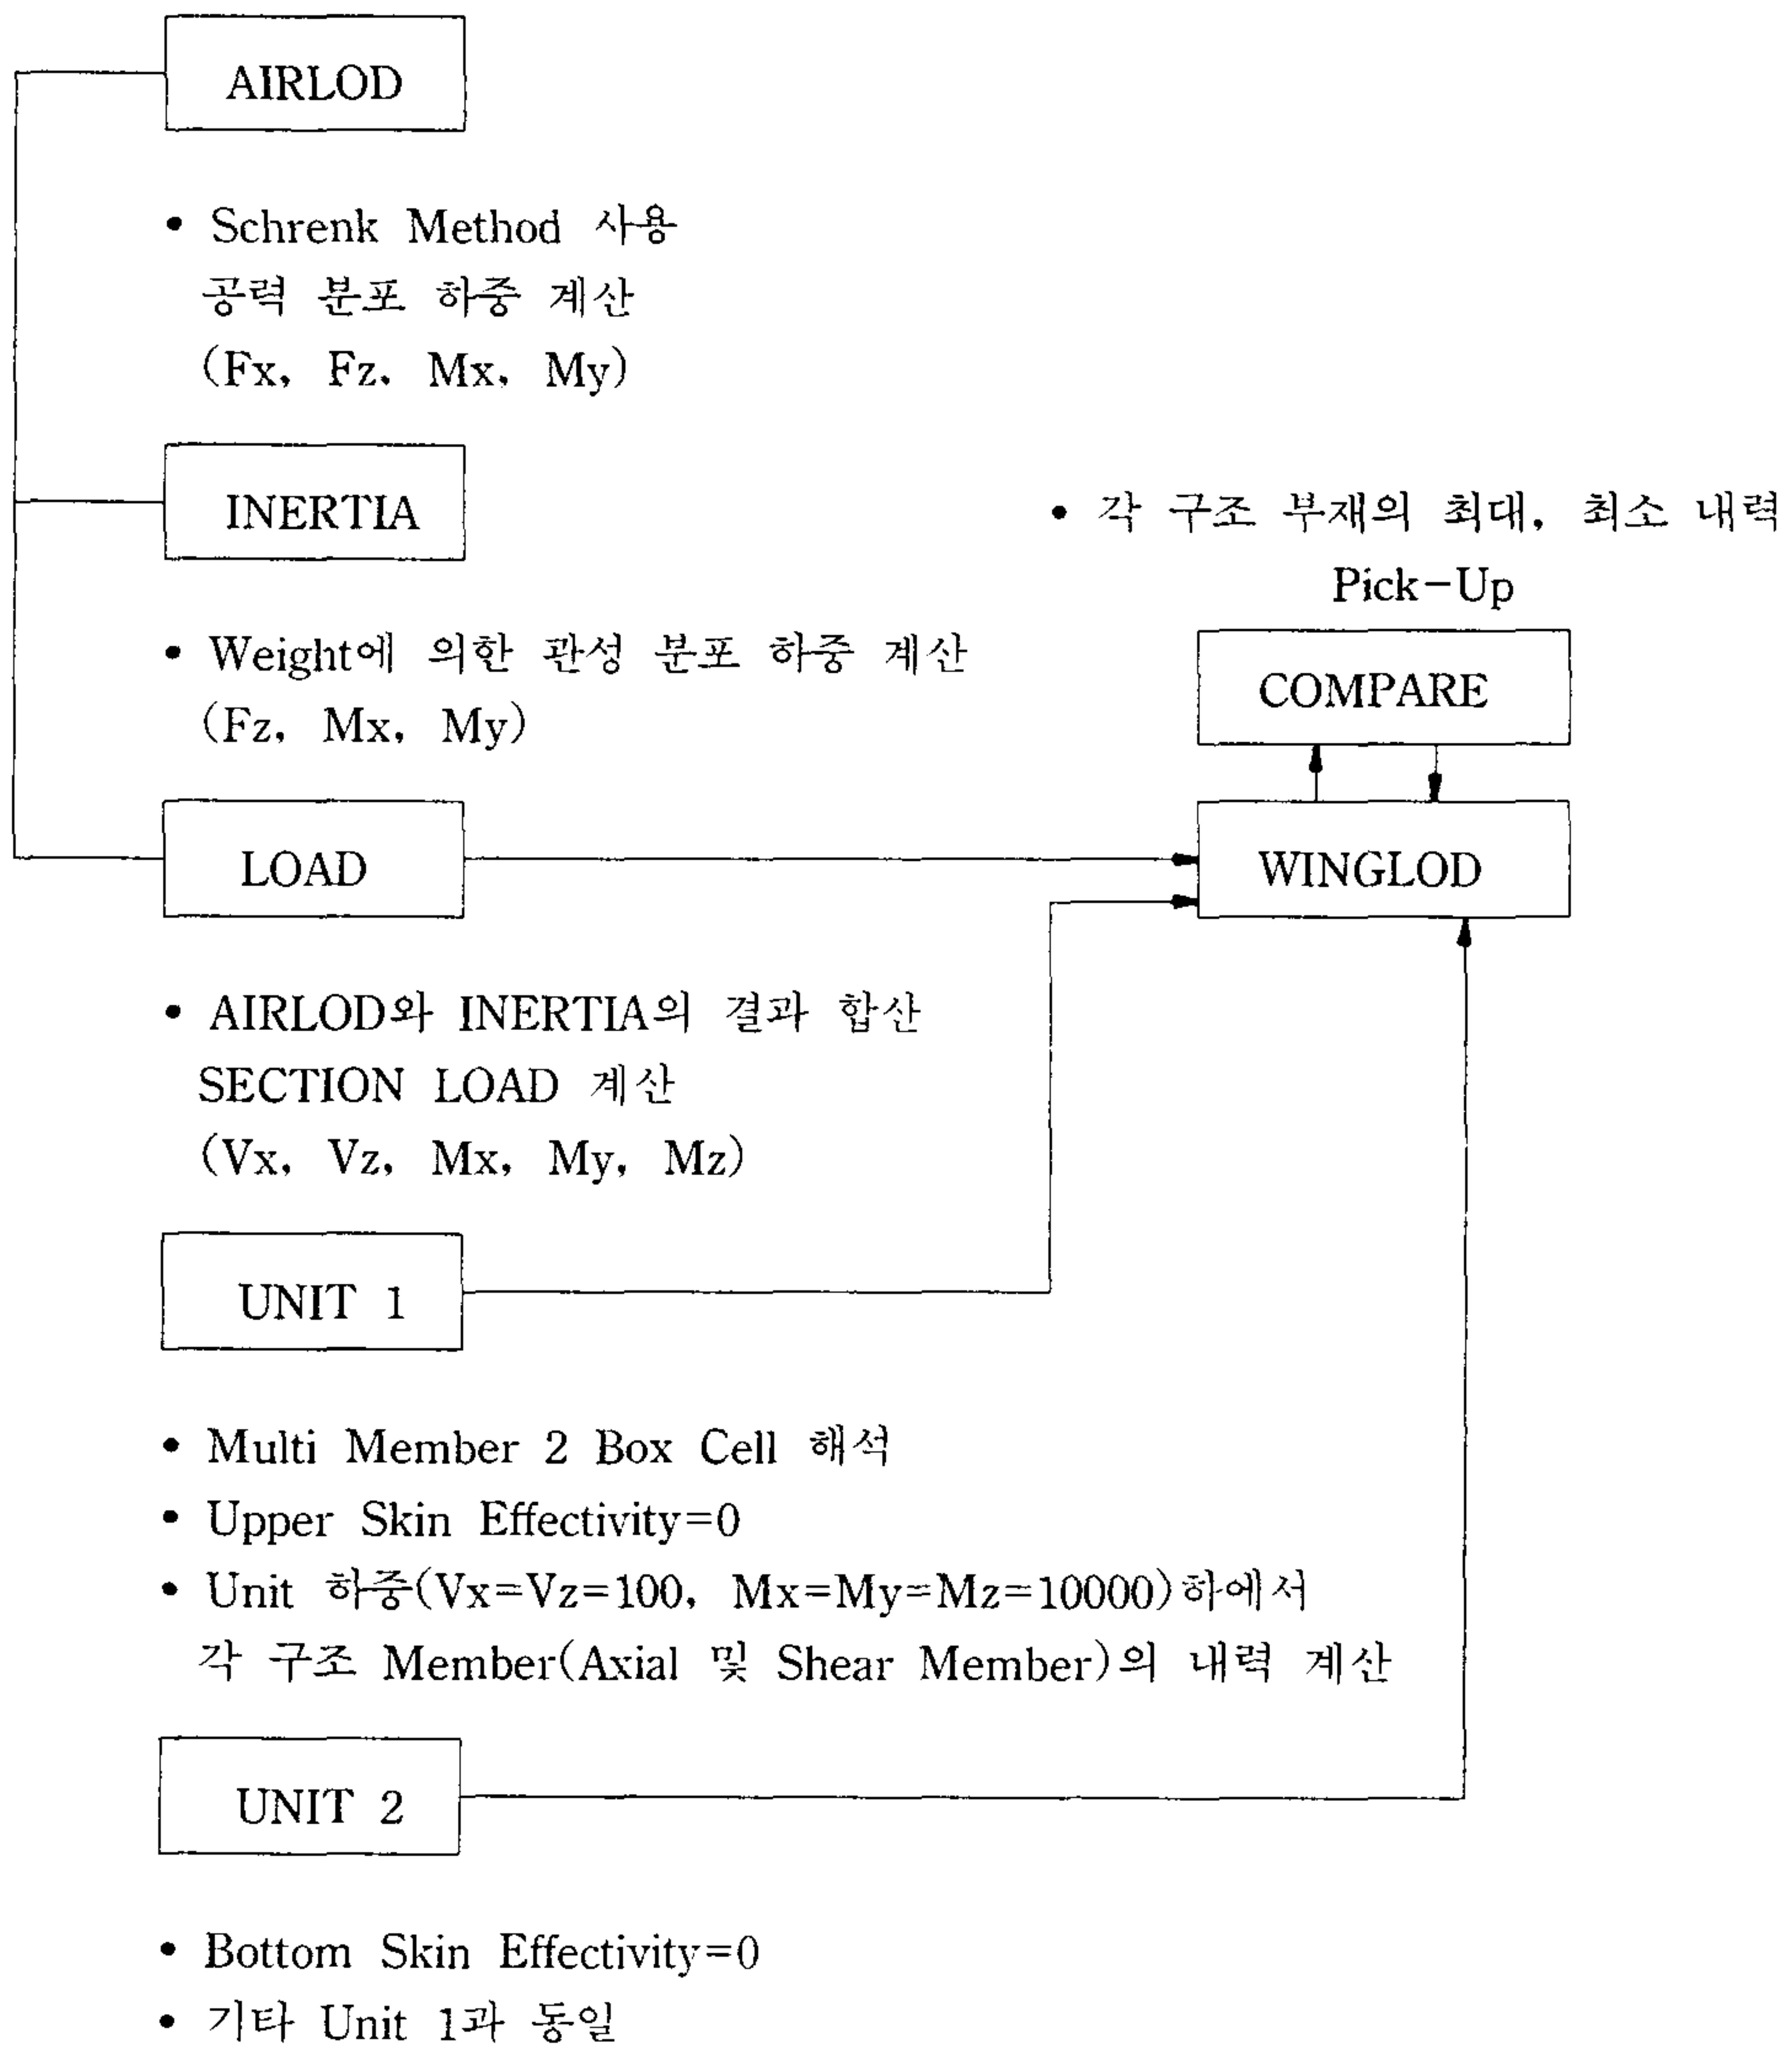 AIRLOD
• Schrenk Method 사용
공력 분포 하중 계산
(Fx, Fz, Mx, My)
INERTIA
• Weight에 의한 관성 분포 하중 계산
(Fz, Mx, My)
• 각 구조 부재의 최대, 최소 내력
Pick-Up
COMPARE
LOAD
WINGLOD
• AIRLOD와 INERTIA의 결과 합산
SECTION LOAD 계산
(Vx, Vz, Mx, My, Mz)
UNIT 1
• Multi Member 2 Box Cell 해석
• Upper Skin Effectivity=0
• Unit 하중(Vx=Vz=100, Mx=My=Mz=10000)하에서
각 구조 Member(Axial 및 Shear Member)의 내력 계산
UNIT 2
• Bottom Skin Effectivity=0
• 기타 Unit 1과 동일